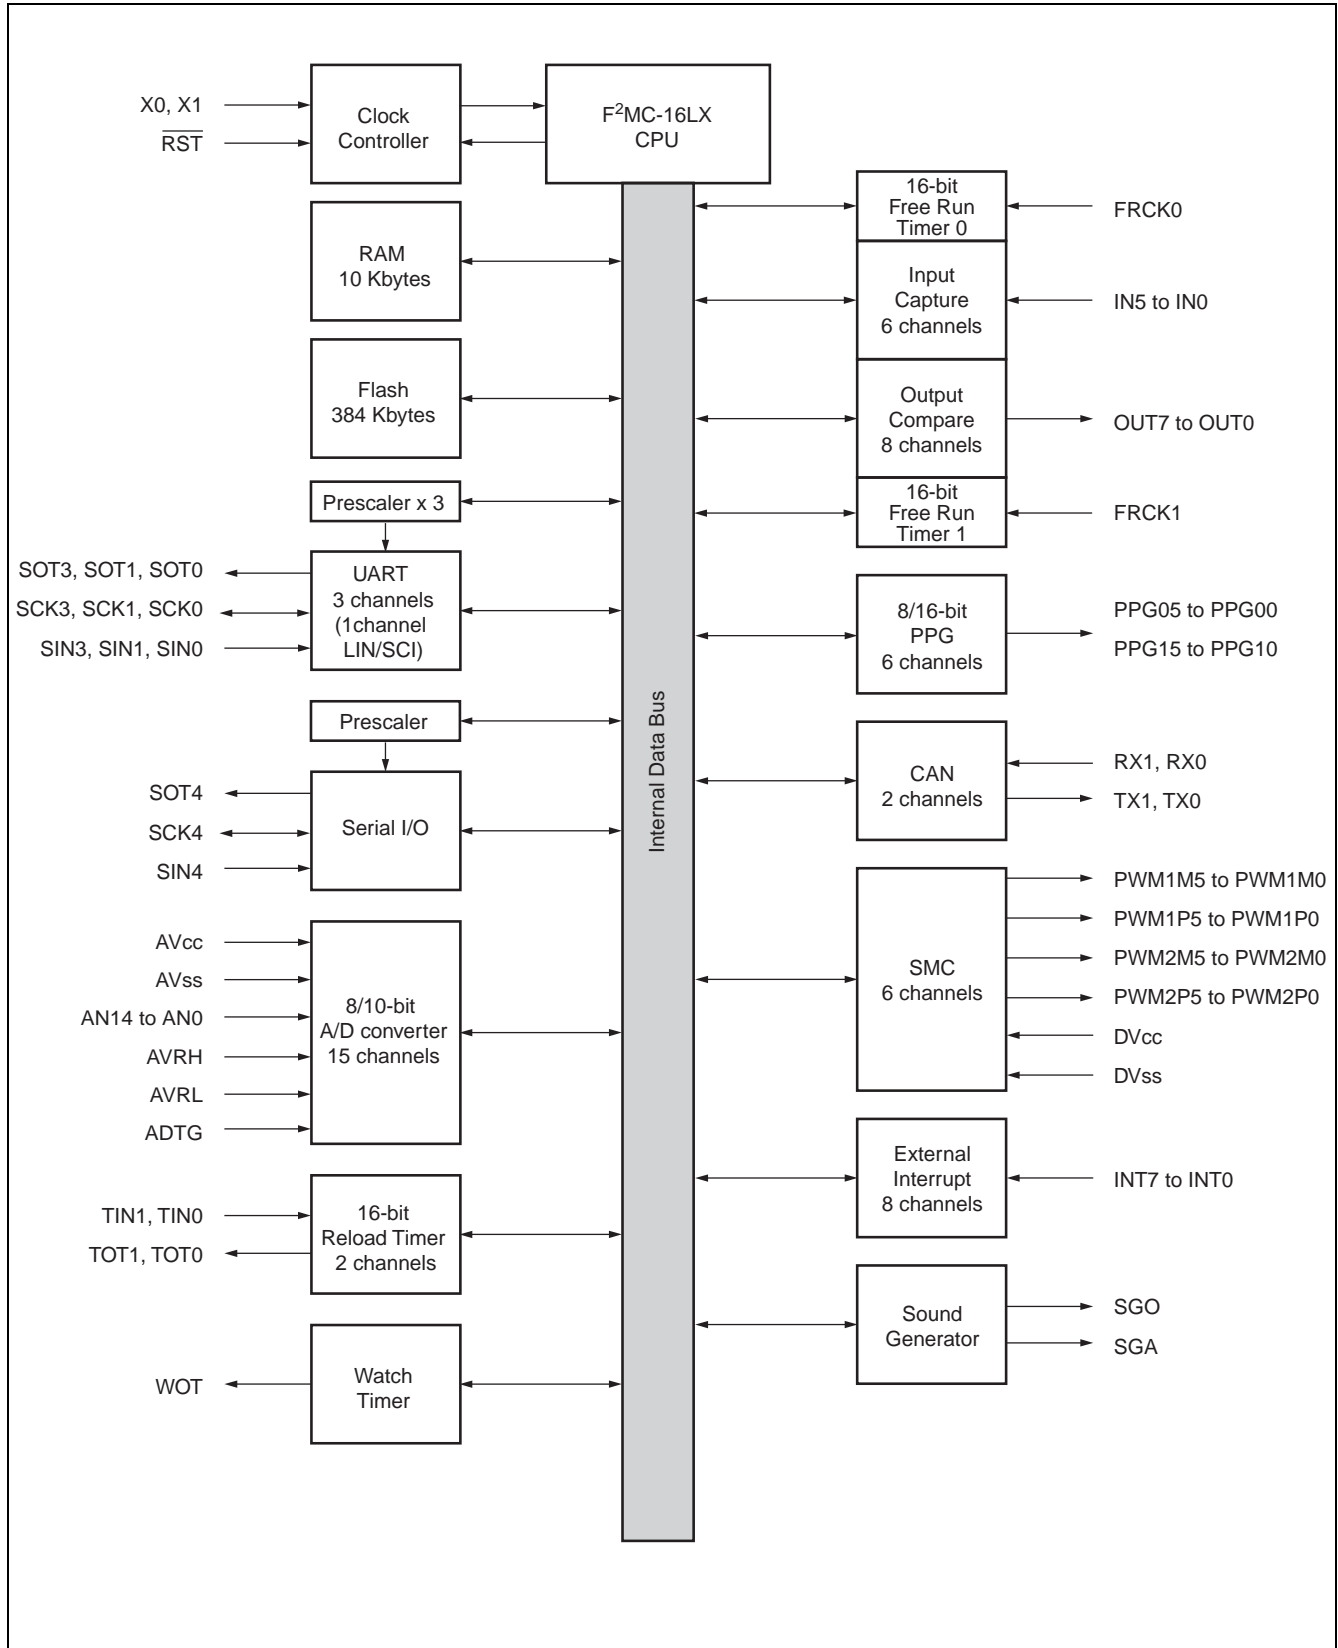 X0, X1
RST
Clock
Controller
F²MC-16LX
CPU
RAM
10 Kbytes
Flash
384 Kbytes
Prescaler x 3
SOT3, SOT1, SOT0
SCK3, SCK1, SCK0
SIN3, SIN1, SIN0
UART
3 channels
(1channel
LIN/SCI)
Prescaler
SOT4
SCK4
SIN4
Serial I/O
AVcc
AVss
AN14 to AN0
AVRH
AVRL
ADTG
8/10-bit
A/D converter
15 channels
TIN1, TIN0
TOT1, TOT0
16-bit
Reload Timer
2 channels
WOT
Watch
Timer
Internal Data Bus
16-bit
Free Run
Timer 0
FRCK0
Input
Capture
6 channels
IN5 to IN0
Output
Compare
8 channels
OUT7 to OUT0
16-bit
Free Run
Timer 1
FRCK1
8/16-bit
PPG
6 channels
PPG05 to PPG00
PPG15 to PPG10
CAN
2 channels
RX1, RX0
TX1, TX0
SMC
6 channels
PWM1M5 to PWM1M0
PWM1P5 to PWM1P0
PWM2M5 to PWM2M0
PWM2P5 to PWM2P0
DVcc
DVss
External
Interrupt
8 channels
INT7 to INT0
Sound
Generator
SGO
SGA